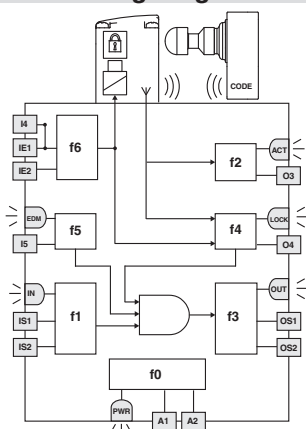 CODE
I4
IE1
IE2
f6
f2
ACT
O3
EDM
I5
f5
f4
LOCK
O4
IN
IS1
IS2
f1
f3
OUT
OS1
OS2
f0
PWR
A1
A2